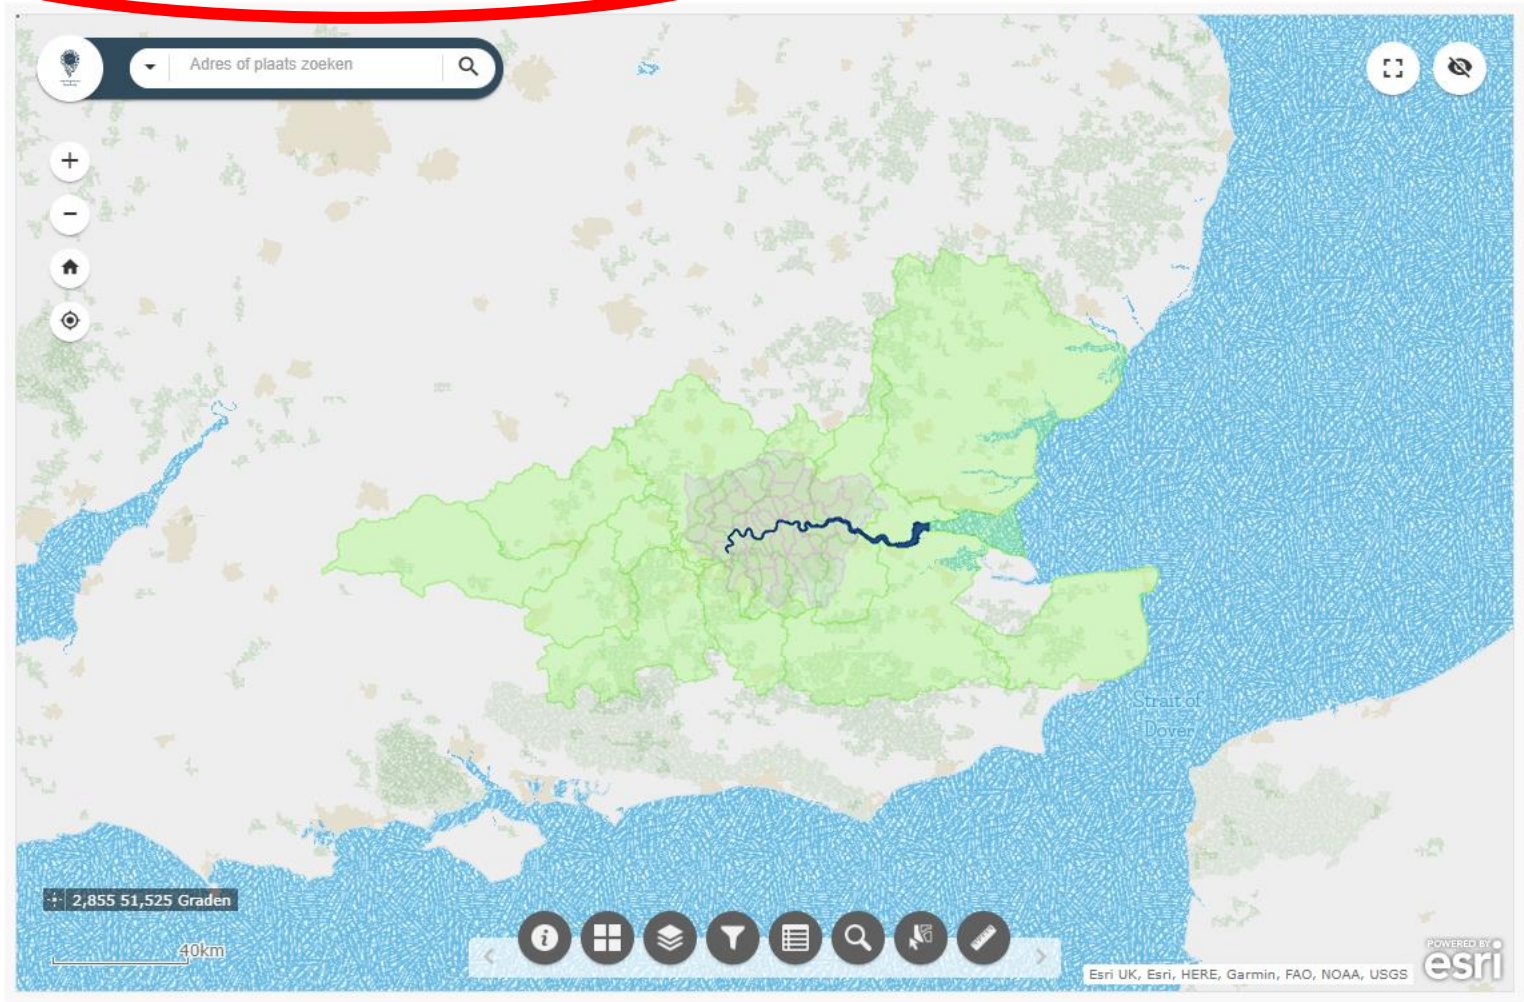 Adres of plaats zoeken
Strait of
Dover
2,855 51,525 Graden
40km
POWERED BY
esri
Esri UK, Esri, HERE, Garmin, FAO, NOAA, USGS